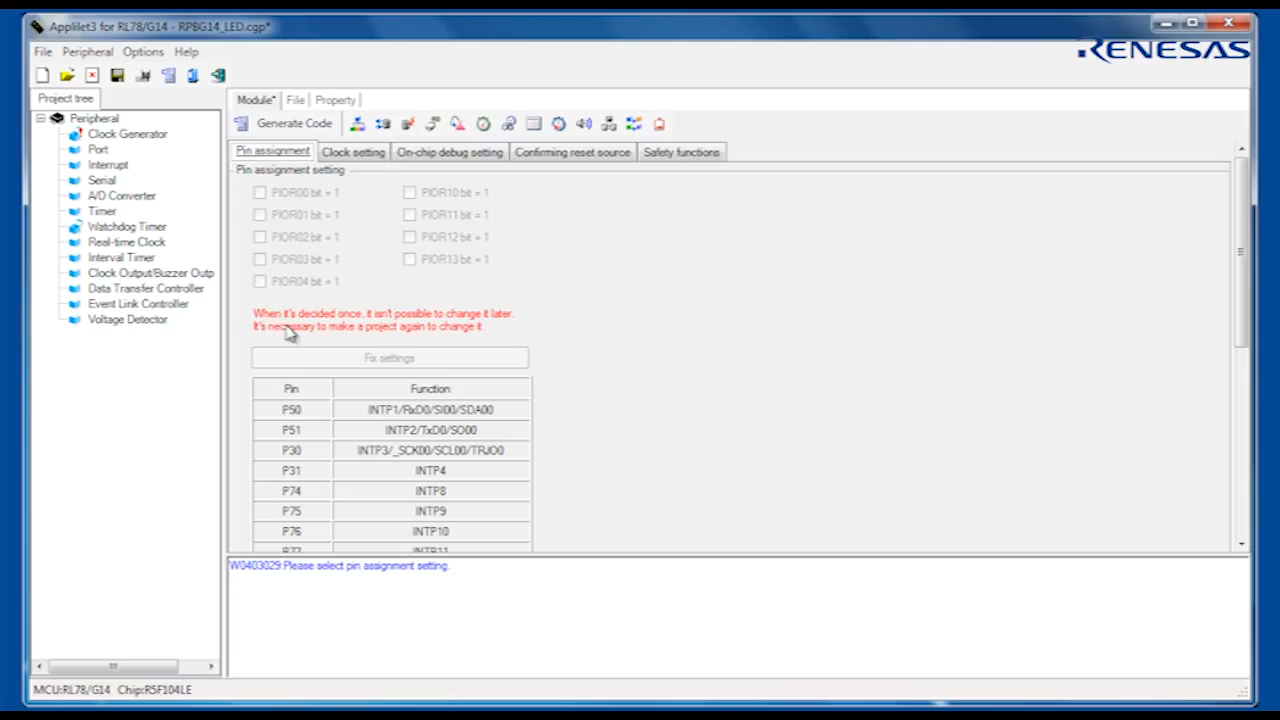 Applilet3 for RL78/G14 - RPBG14_LED.cgp*
File Peripheral Options Help
RENESAS
Project tree
Peripheral
Clock Generator
Port
Interrupt
Serial
A/D Converter
Timer
Watchdog Timer
Real-time Clock
Interval Timer
Clock Output/Buzzer Outp
Data Transfer Controller
Event Link Controller
Voltage Detector
Module* File Property
Generate Code
Pin assignment Clock setting On-chip debug setting Confirming reset source Safety functions
Pin assignment setting
PIOR00 bit = 1 PIOR10 bit = 1
PIOR01 bit = 1 PIOR11 bit = 1
PIOR02 bit = 1 PIOR12 bit = 1
PIOR03 bit = 1 PIOR13 bit = 1
PIOR04 bit = 1
When it's decided once, it isn't possible to change it later.
It's necessary to make a project again to change it.
Fix settings
Pin Function
P50 INTP1/RxD0/SI00/SDA00
P51 INTP2/TxD0/SO00
P30 INTP3/_SCK00/SCL00/TRJO0
P31 INTP4
P74 INTP8
P75 INTP9
P76 INTP10
P77 INTP11
W0403029:Please select pin assignment setting.
MCU:RL78/G14 Chip:R5F104LE